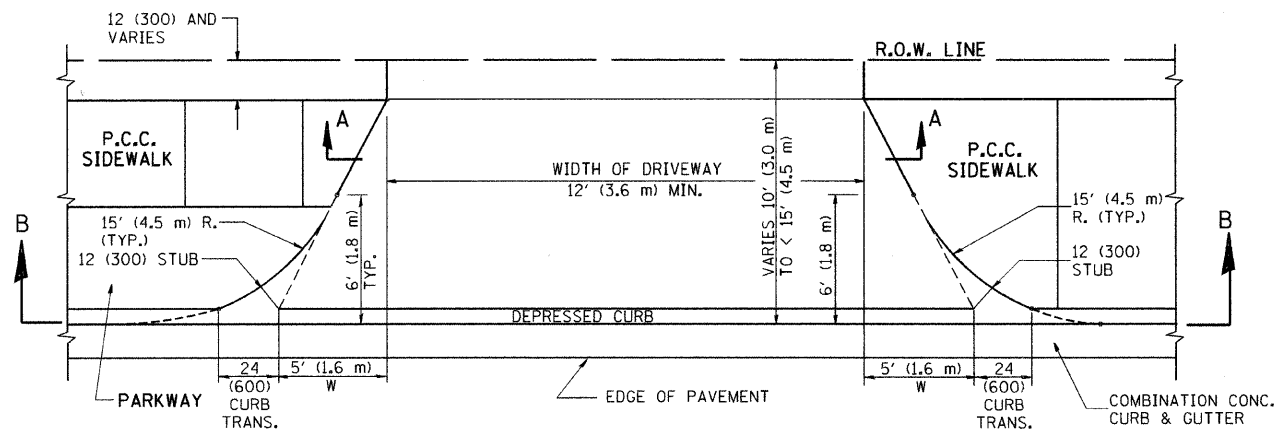 12 (300) AND
VARIES
R.O.W. LINE
A
A
P.C.C.
SIDEWALK
P.C.C.
SIDEWALK
WIDTH OF DRIVEWAY
12' (3.6 m) MIN.
VARIES 10' (3.0 m)
TO < 15' (4.5 m)
B
B
15' (4.5 m) R.
(TYP.)
12 (300) STUB
6' (1.8 m)
TYP.
6' (1.8 m)
15' (4.5 m)
R. (TYP.)
12 (300)
STUB
DEPRESSED CURB
24
(600)
CURB
TRANS.
5' (1.6 m)
W
5' (1.6 m)
W
24
(600)
CURB
TRANS.
PARKWAY
EDGE OF PAVEMENT
COMBINATION CONC.
CURB & GUTTER